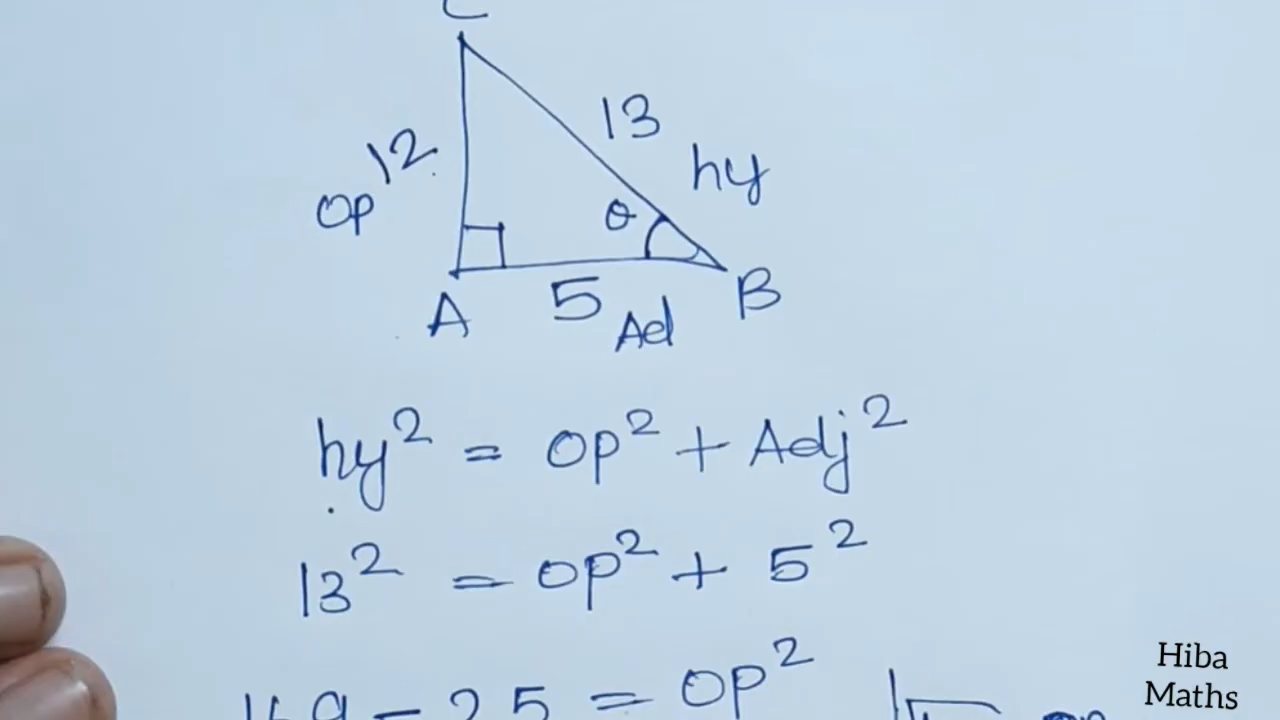 C
12
13
op
hy
θ
A
5
B
Ad
hy² = op² + Adj²
13² = op² + 5²
169 - 25 = op²
Hiba
Maths